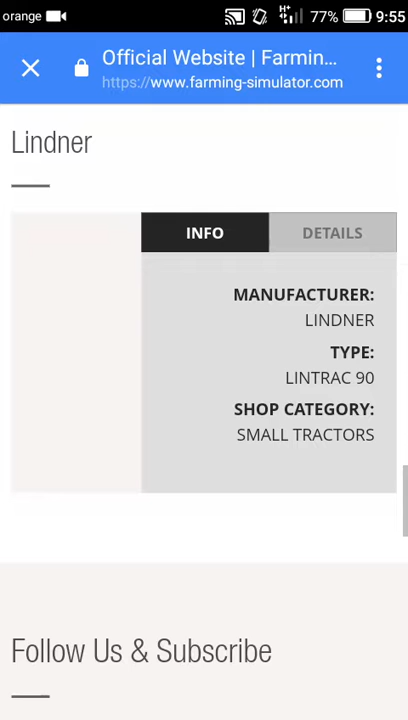 orange
H+
77%
9:55
Official Website | Farmin...
https://www.farming-simulator.com
Lindner
INFO
DETAILS
MANUFACTURER:
LINDNER
TYPE:
LINTRAC 90
SHOP CATEGORY:
SMALL TRACTORS
Follow Us & Subscribe